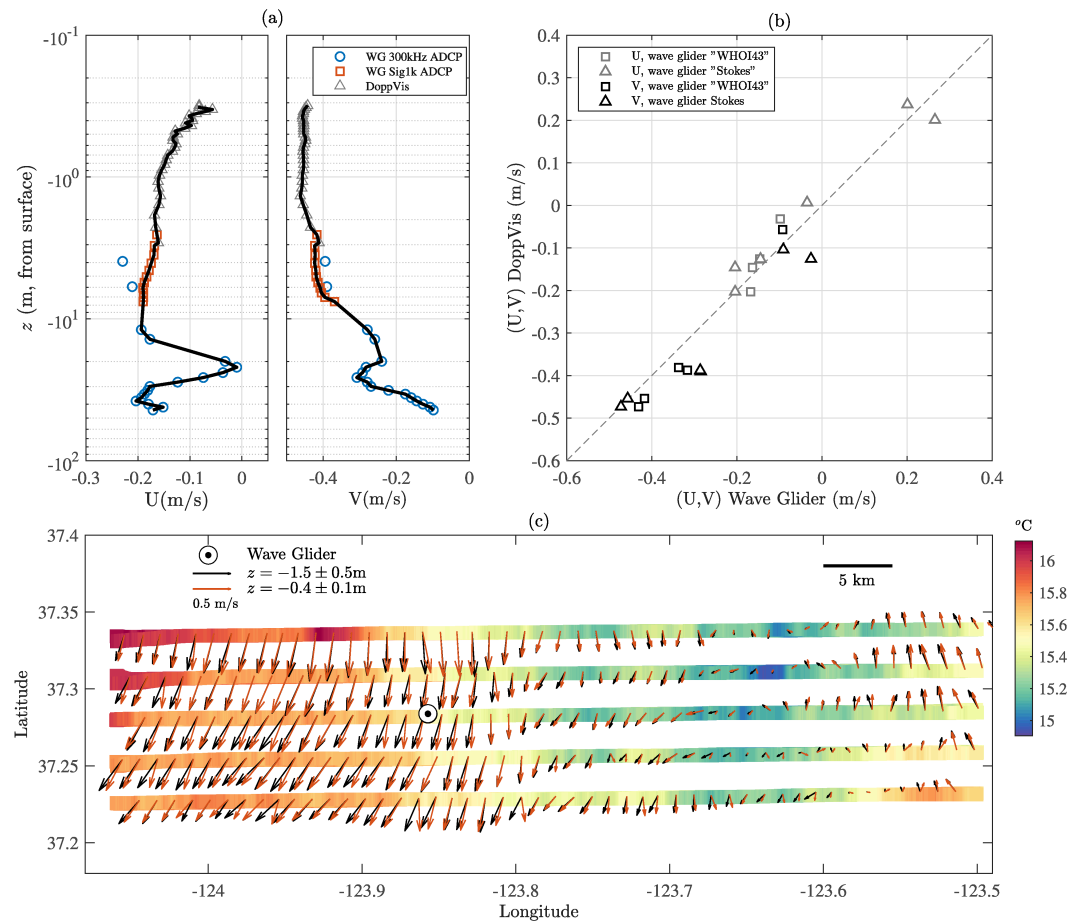 (a)
-10⁻¹
-10⁰
-10¹
-10²
z (m, from surface)
-0.3 -0.2 -0.1 0
U(m/s)
WG 300kHz ADCP
WG Sig1k ADCP
DoppVis
-0.4 -0.2 0
V(m/s)
(b)
U, wave glider "WHOI43"
U, wave glider "Stokes"
V, wave glider "WHOI43"
V, wave glider Stokes
0.4
0.3
0.2
0.1
0
-0.1
-0.2
-0.3
-0.4
-0.5
-0.6
(U,V) DoppVis (m/s)
-0.6 -0.4 -0.2 0 0.2 0.4
(U,V) Wave Glider (m/s)
(c)
Wave Glider
z = −1.5 ± 0.5m
z = −0.4 ± 0.1m
0.5 m/s
5 km
37.4
37.35
37.3
37.25
37.2
Latitude
-124 -123.9 -123.8 -123.7 -123.6 -123.5
Longitude
°C
16
15.8
15.6
15.4
15.2
15